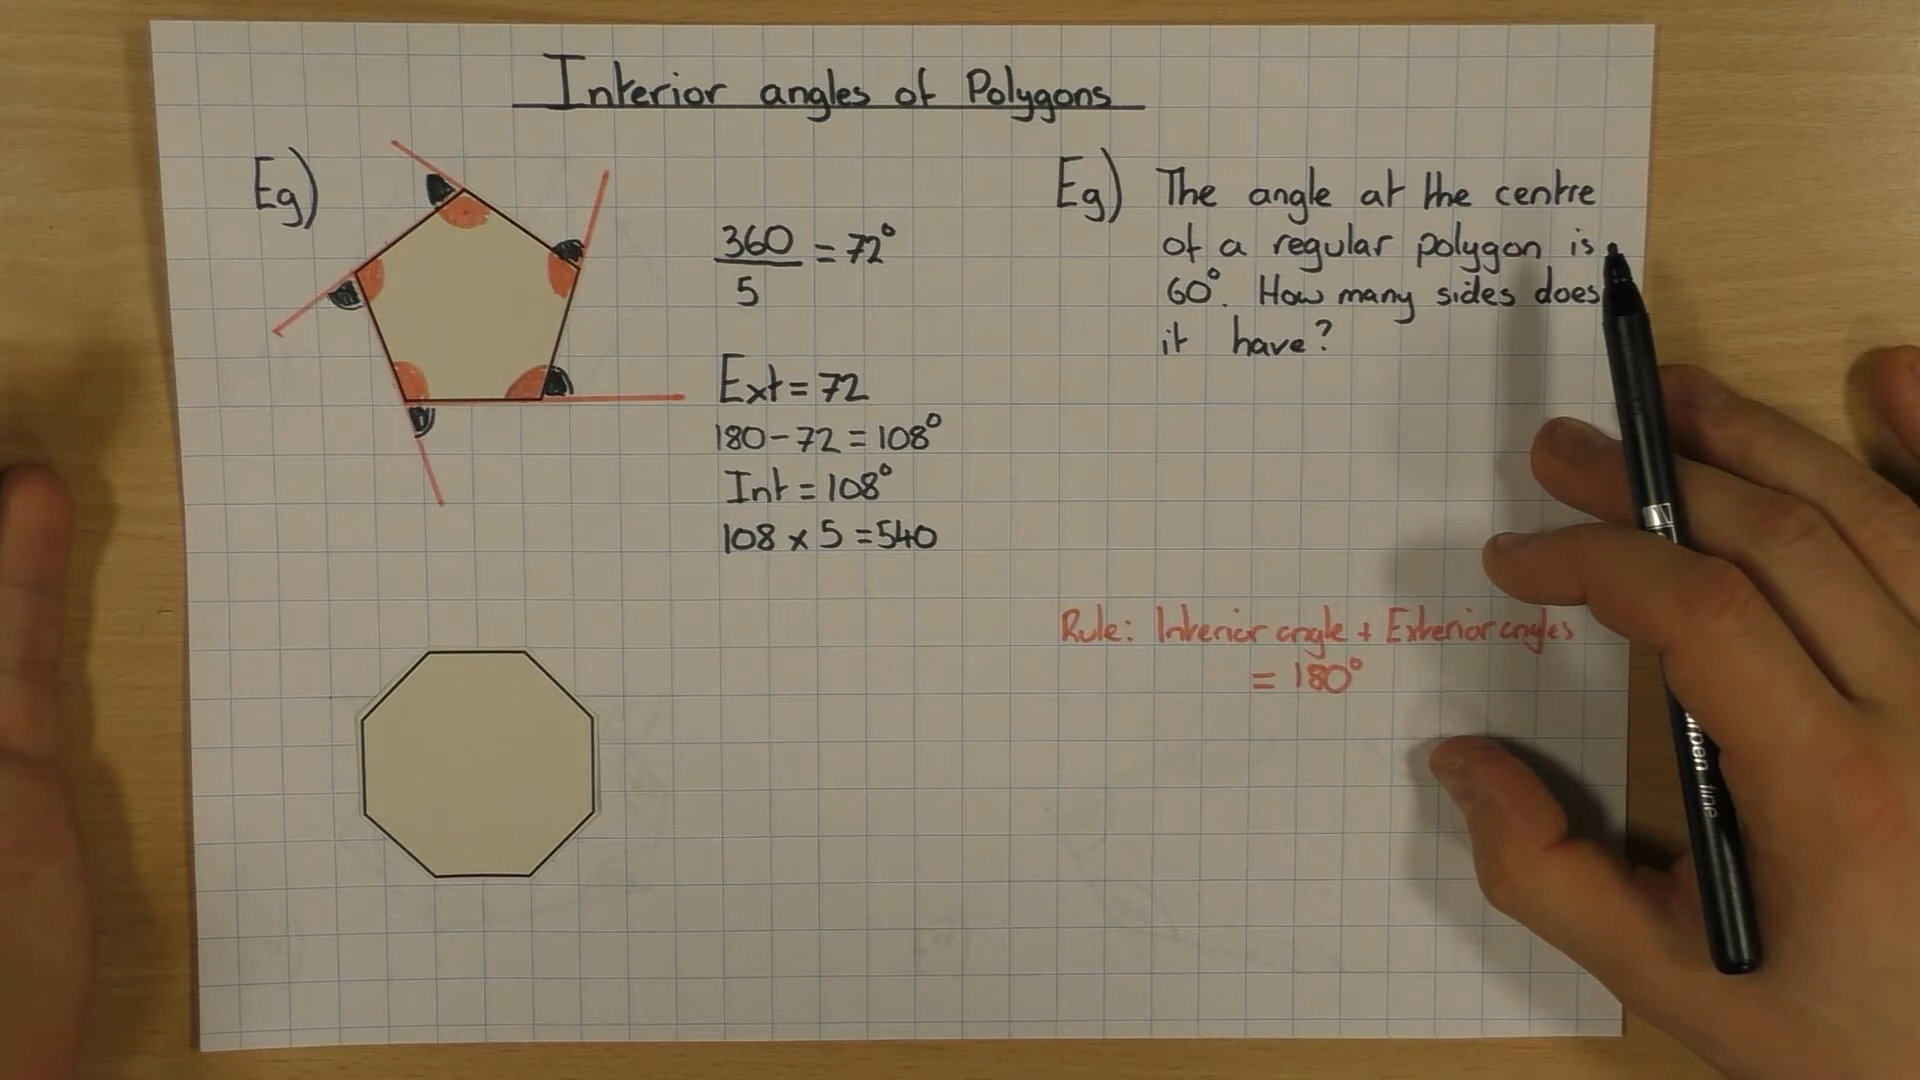 Interior angles of Polygons
Eg)
360
5
= 72°
Ext = 72
180 - 72 = 108°
Int = 108°
108 x 5 = 540
Eg) The angle at the centre
of a regular polygon is
60°. How many sides does
it have?
Rule: Interior angle + Exterior angles
= 180°
line